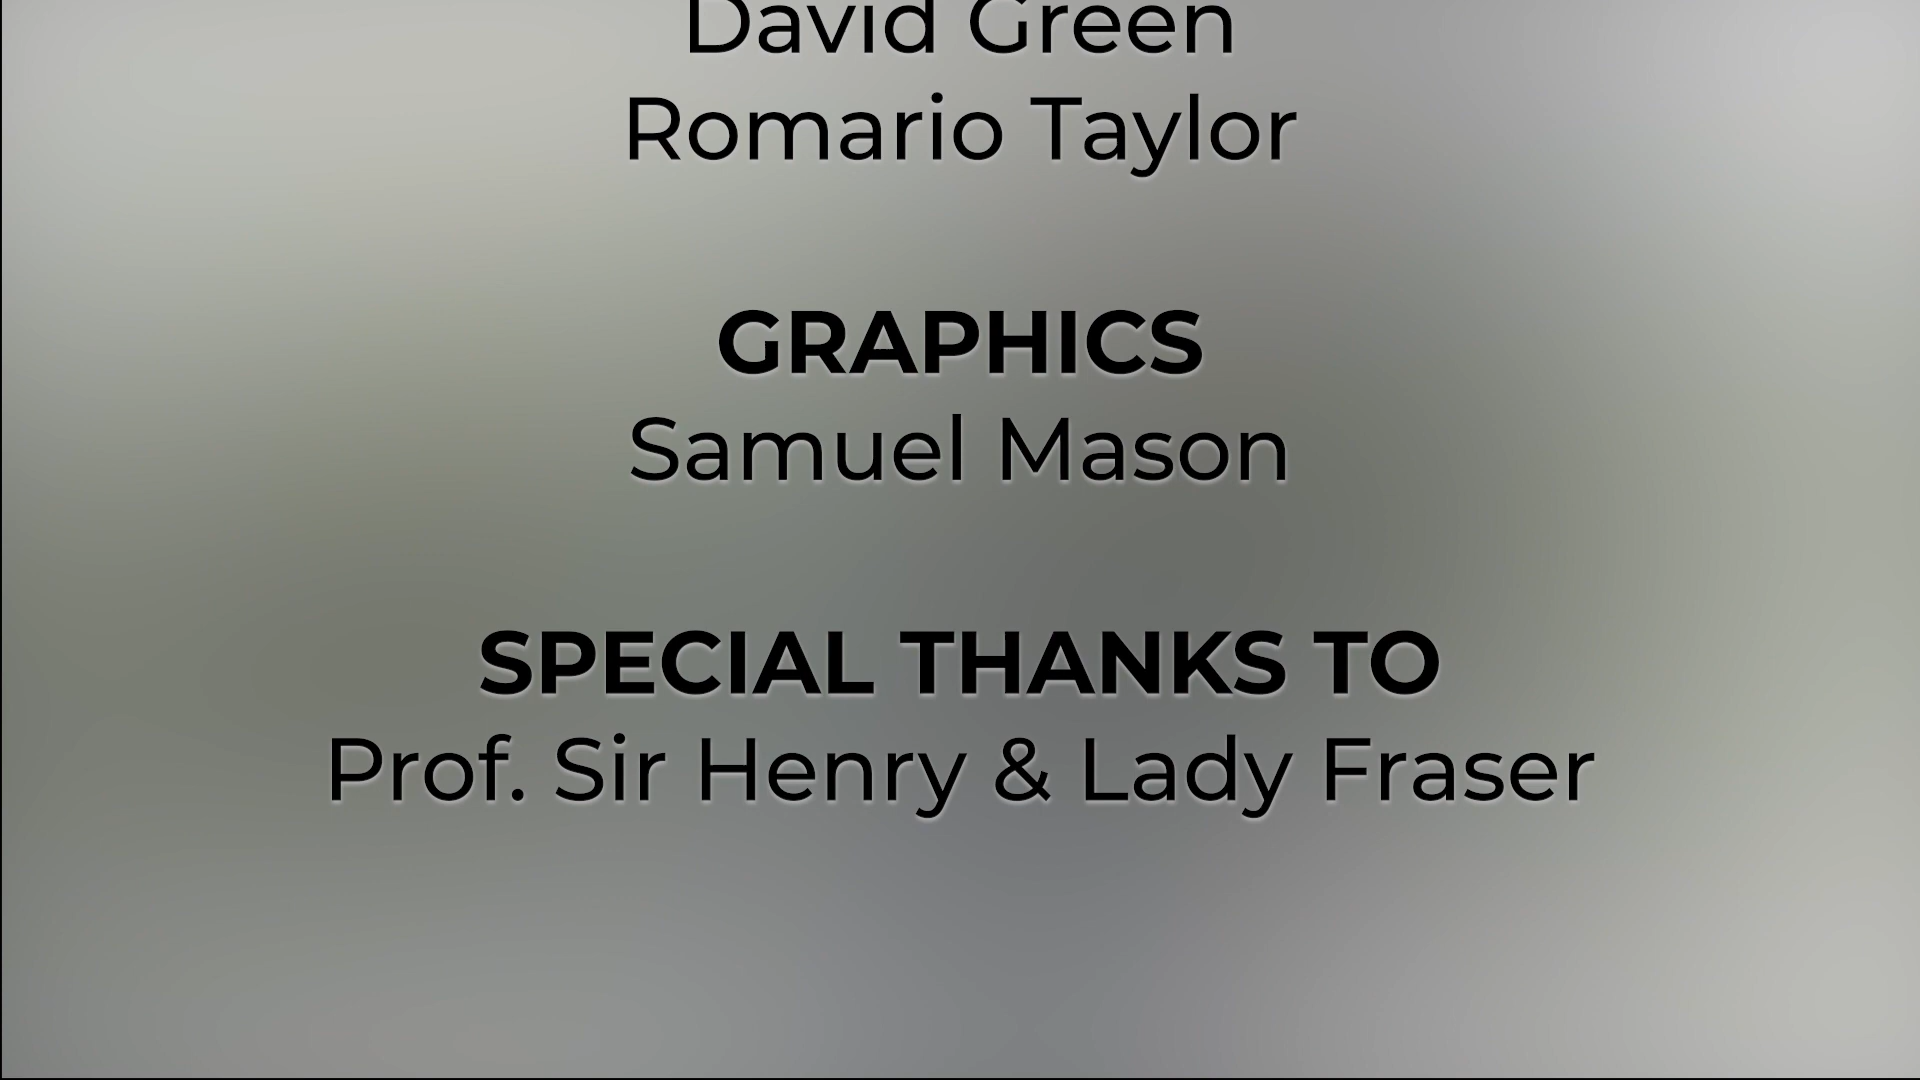 David Green
Romario Taylor
GRAPHICS
Samuel Mason
SPECIAL THANKS TO
Prof. Sir Henry & Lady Fraser